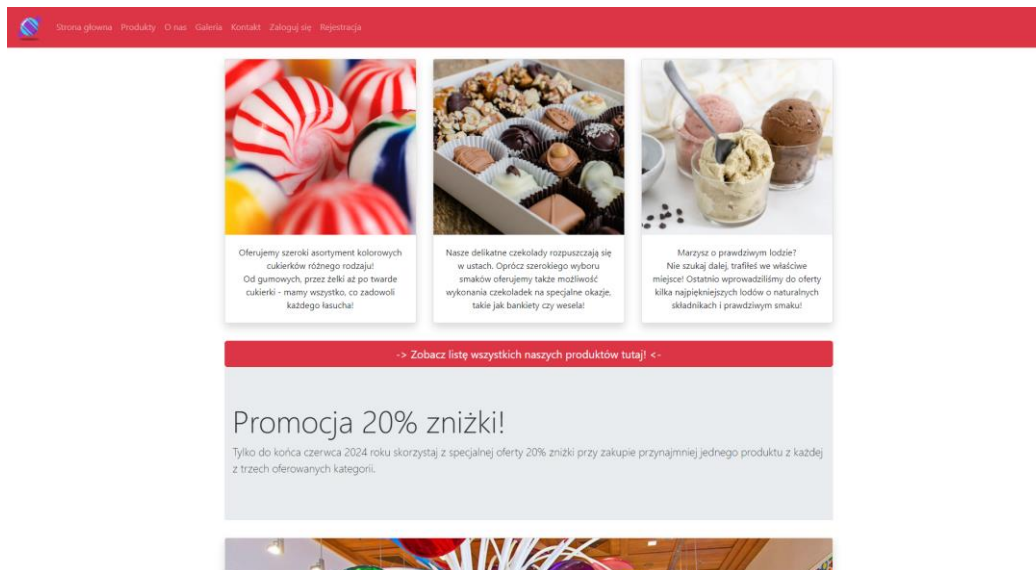 Strona głowna Produkty O nas Galeria Kontakt Zaloguj się Rejestracja
Oferujemy szeroki asortyment kolorowych
cukierków różnego rodzaju!
Od gumowych, przez żelki aż po twarde
cukierki - mamy wszystko, co zadowoli
każdego łasucha!
Nasze delikatne czekolady rozpuszczają się
w ustach. Oprócz szerokiego wyboru
smaków oferujemy także możliwość
wykonania czekoladek na specjalne okazje,
takie jak bankiety czy wesela!
Marzysz o prawdziwym lodzie?
Nie szukaj dalej, trafiłeś we właściwe
miejsce! Ostatnio wprowadziliśmy do oferty
kilka najpiękniejszych lodów o naturalnych
składnikach i prawdziwym smaku!
-> Zobacz listę wszystkich naszych produktów tutaj! <-
Promocja 20% zniżki!
Tylko do końca czerwca 2024 roku skorzystaj z specjalnej oferty 20% zniżki przy zakupie przynajmniej jednego produktu z każdej
z trzech oferowanych kategorii.